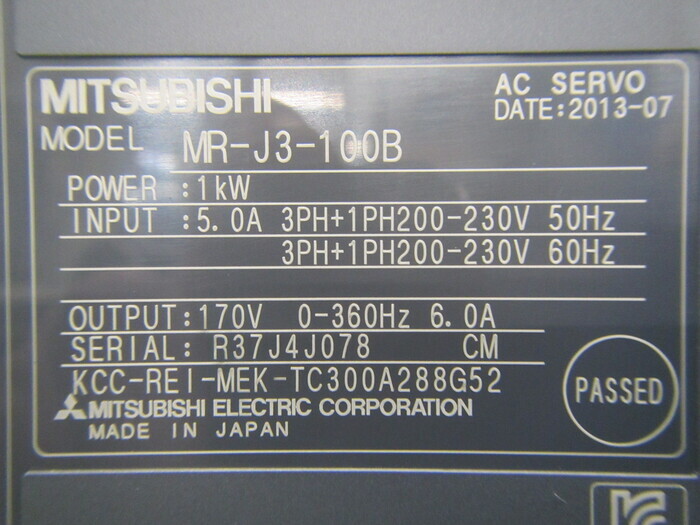 MITSUBISHI
AC SERVO
DATE:2013-07
MODEL MR-J3-100B
POWER :1kW
INPUT :5.0A 3PH+1PH200-230V 50Hz
3PH+1PH200-230V 60Hz
OUTPUT:170V 0-360Hz 6.0A
SERIAL: R37J4J078 CM
KCC-REI-MEK-TC300A288G52
MITSUBISHI ELECTRIC CORPORATION
MADE IN JAPAN
PASSED